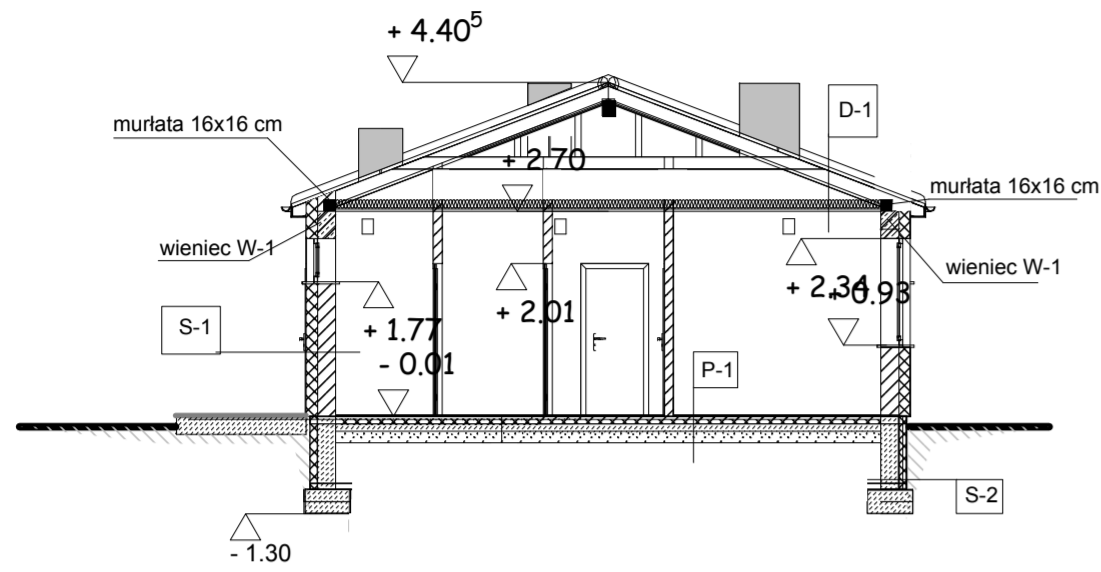 + 4.40⁵
murłata 16x16 cm
D-1
+ 2.70
murłata 16x16 cm
wieniec W-1
wieniec W-1
+ 2.34
+ 0.93
+ 2.01
S-1
+ 1.77
- 0.01
P-1
S-2
- 1.30